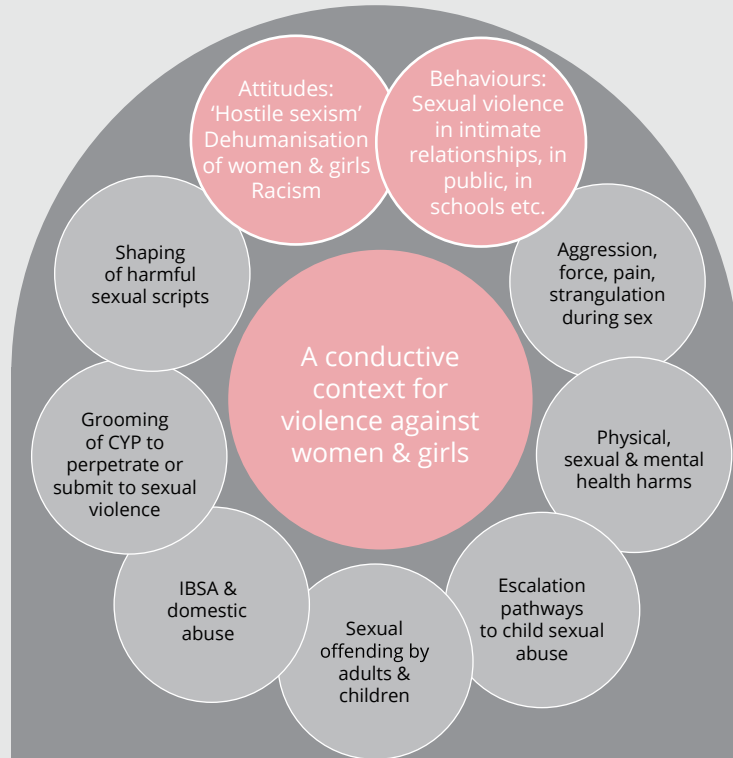 Attitudes:
‘Hostile sexism’
Dehumanisation
of women & girls
Racism
Behaviours:
Sexual violence
in intimate
relationships, in
public, in
schools etc.
Aggression,
force, pain,
strangulation
during sex
Physical,
sexual & mental
health harms
Escalation
pathways
to child sexual
abuse
Sexual
offending by
adults &
children
IBSA &
domestic
abuse
Grooming
of CYP to
perpetrate or
submit to sexual
violence
Shaping
of harmful
sexual scripts
A conductive
context for
violence against
women & girls